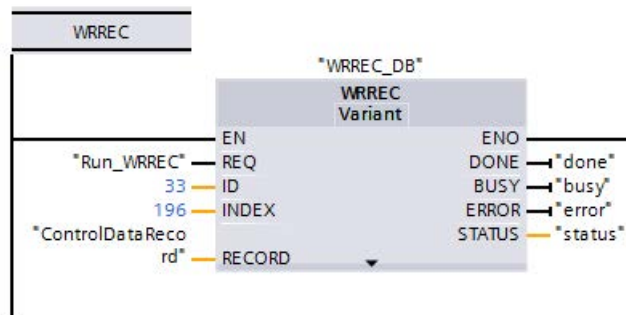 WRREC
"WRREC_DB"
WRREC
Variant
EN ENO
"Run_WRREC" REQ DONE "done"
33 ID BUSY "busy"
196 INDEX ERROR "error"
"ControlDataReco STATUS "status"
rd" RECORD